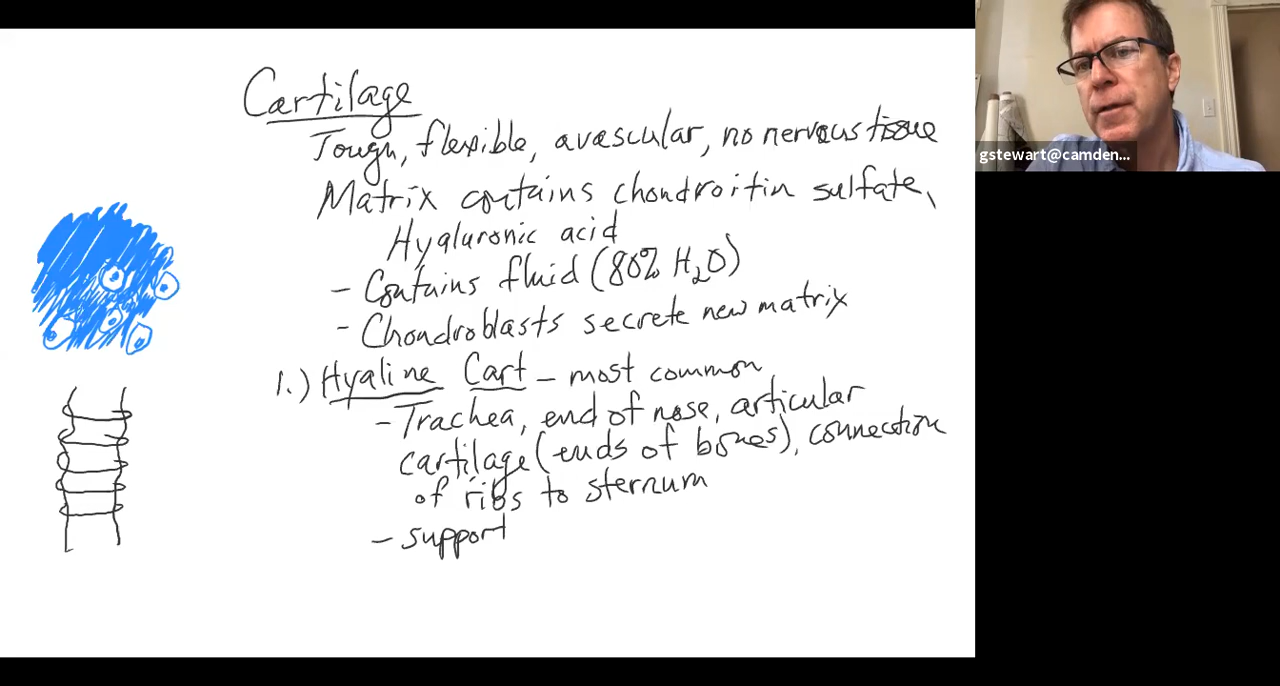 Cartilage
Tough, flexible, avascular, no nervous tissue
Matrix contains chondroitin sulfate,
Hyaluronic acid
- Contains fluid (80% H₂O)
- Chondroblasts secrete new matrix
1.) Hyaline Cart - most common
- Trachea, end of nose, articular
cartilage (ends of bones), connection
of ribs to sternum
- support
gstewart@camden...